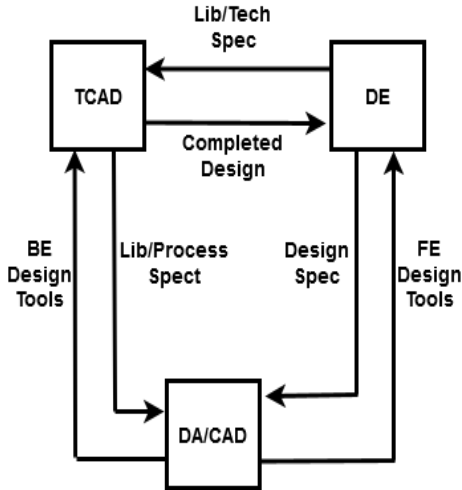 Lib/Tech
Spec
TCAD
DE
Completed
Design
BE
Design
Tools
Lib/Process
Spect
Design
Spec
FE
Design
Tools
DA/CAD